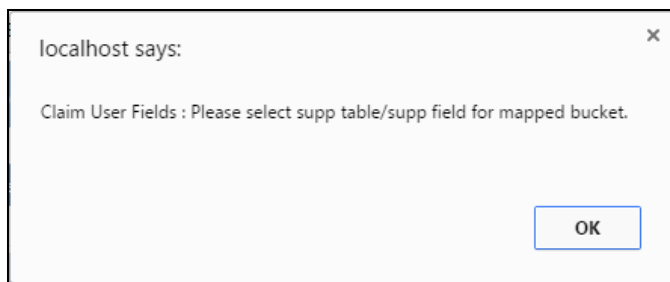 localhost says:
Claim User Fields : Please select supp table/supp field for mapped bucket.
OK